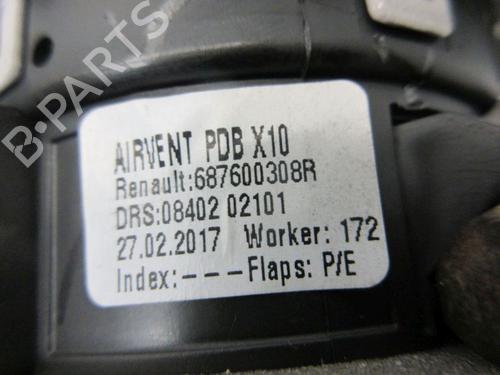 AIRVENT PDB X10
Renault:687600308R
DRS:08402 02101
27.02.2017 Worker: 172
Index:---Flaps: P/E
B-PARTS